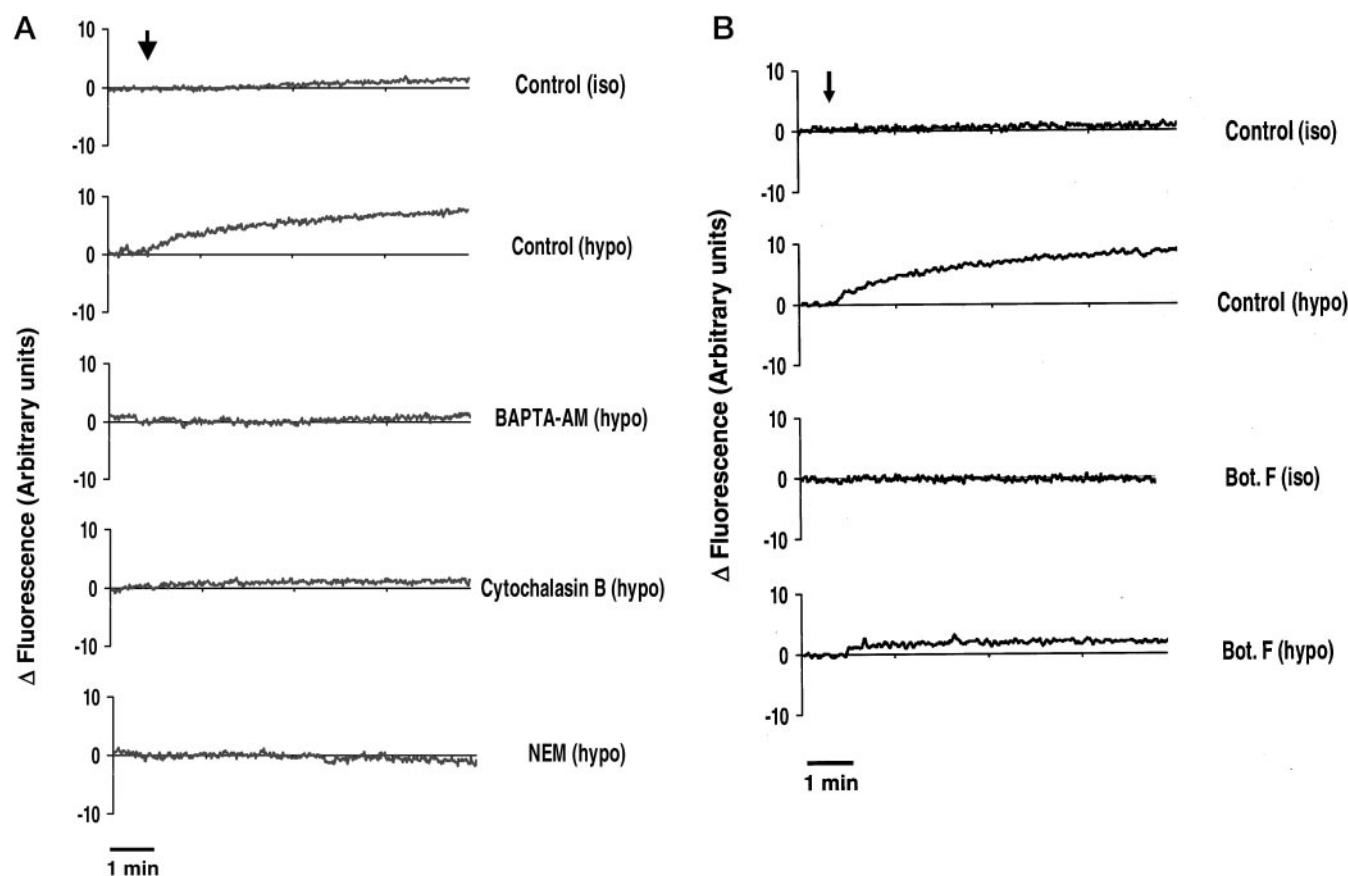 A
Δ Fluorescence (Arbitrary units)
10
0
-10
Control (iso)
10
0
-10
Control (hypo)
10
0
-10
BAPTA-AM (hypo)
10
0
-10
Cytochalasin B (hypo)
10
0
-10
NEM (hypo)
1 min
B
Δ Fluorescence (Arbitrary units)
10
0
-10
Control (iso)
10
0
-10
Control (hypo)
10
0
-10
Bot. F (iso)
10
0
-10
Bot. F (hypo)
1 min